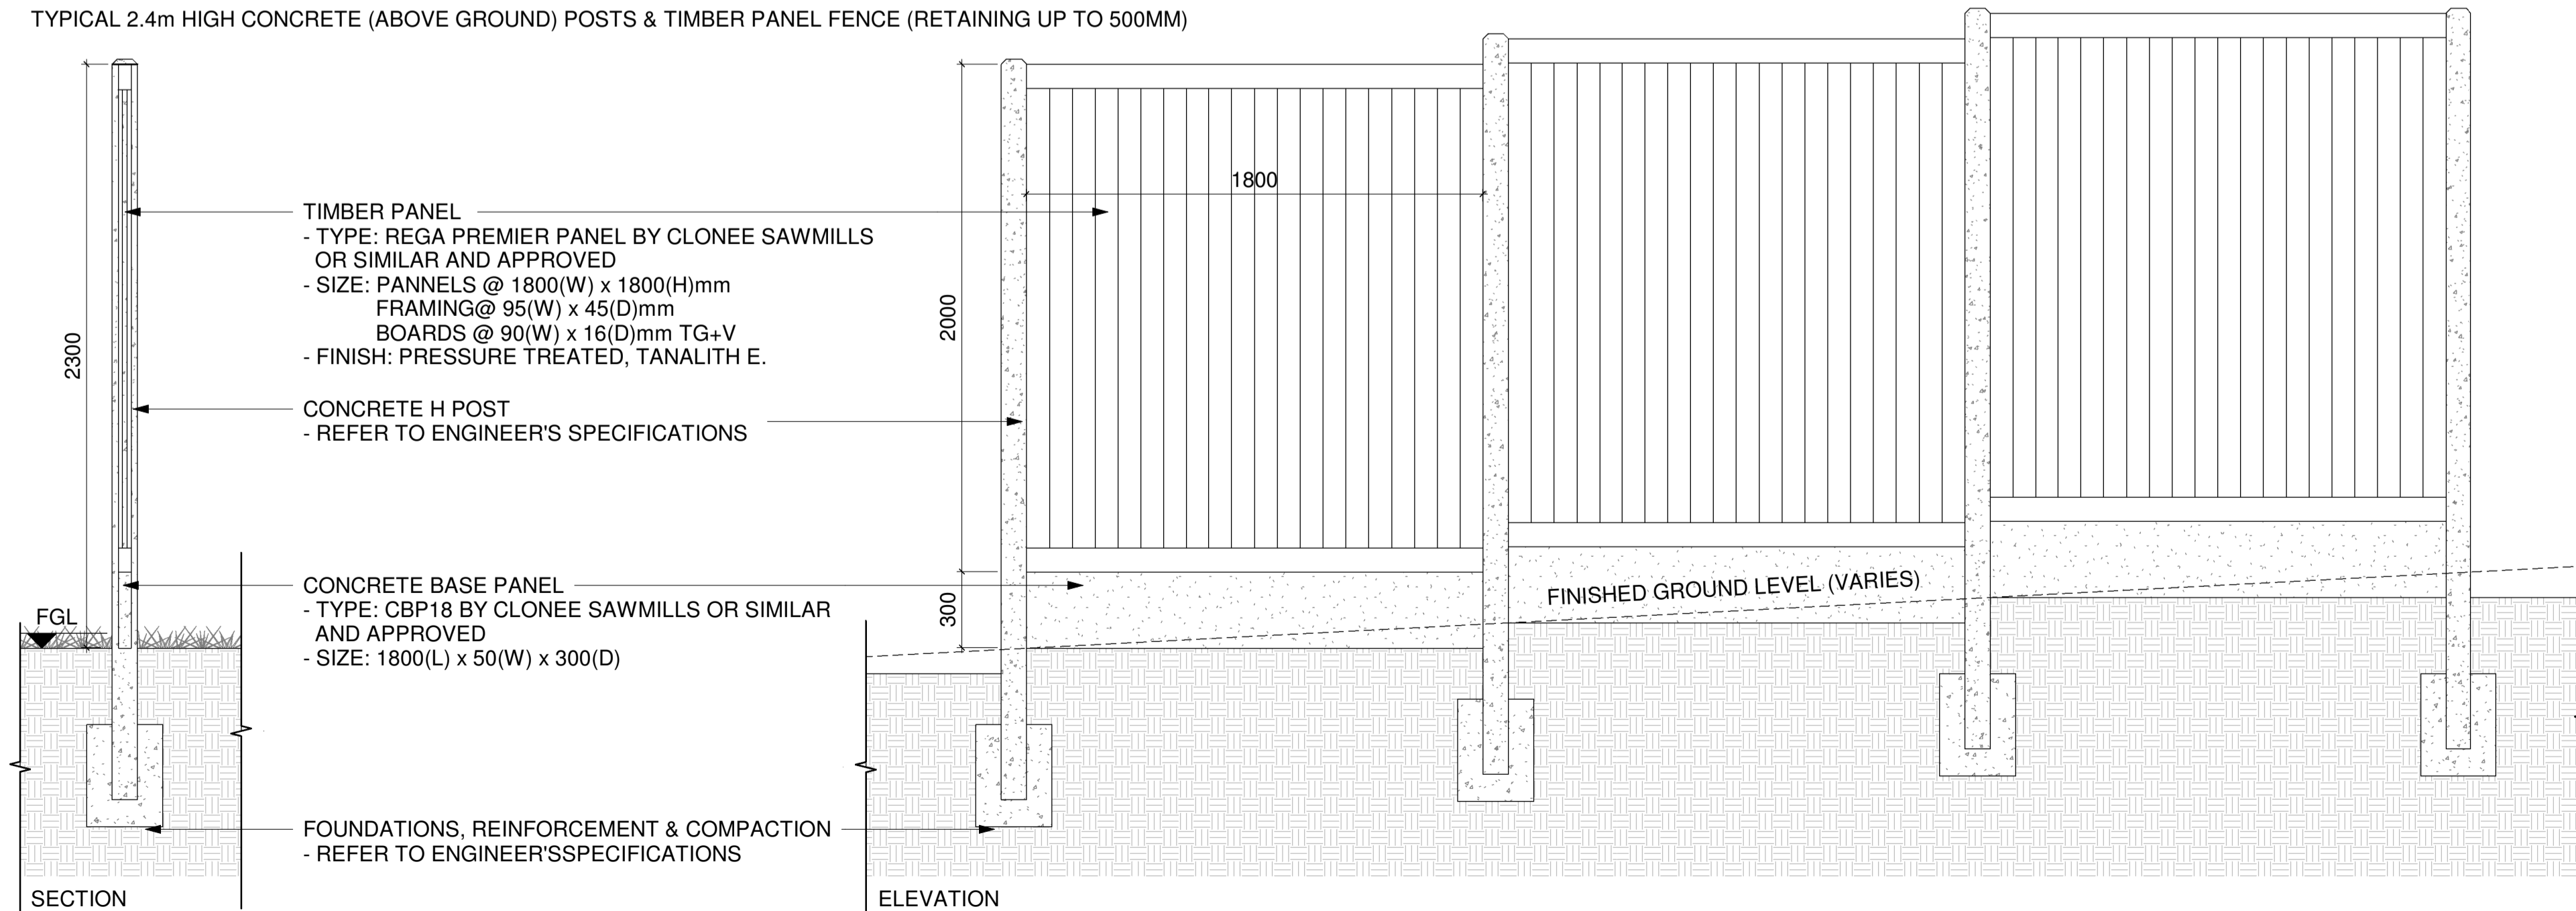 TYPICAL 2.4m HIGH CONCRETE (ABOVE GROUND) POSTS & TIMBER PANEL FENCE (RETAINING UP TO 500MM)
2300
TIMBER PANEL
- TYPE: REGA PREMIER PANEL BY CLONEE SAWMILLS
OR SIMILAR AND APPROVED
- SIZE: PANNELS @ 1800(W) x 1800(H)mm
FRAMING@ 95(W) x 45(D)mm
BOARDS @ 90(W) x 16(D)mm TG+V
- FINISH: PRESSURE TREATED, TANALITH E.
CONCRETE H POST
- REFER TO ENGINEER'S SPECIFICATIONS
CONCRETE BASE PANEL
- TYPE: CBP18 BY CLONEE SAWMILLS OR SIMILAR
AND APPROVED
- SIZE: 1800(L) x 50(W) x 300(D)
FOUNDATIONS, REINFORCEMENT & COMPACTION
- REFER TO ENGINEER'SSPECIFICATIONS
FGL
SECTION
2000
300
1800
FINISHED GROUND LEVEL (VARIES)
ELEVATION